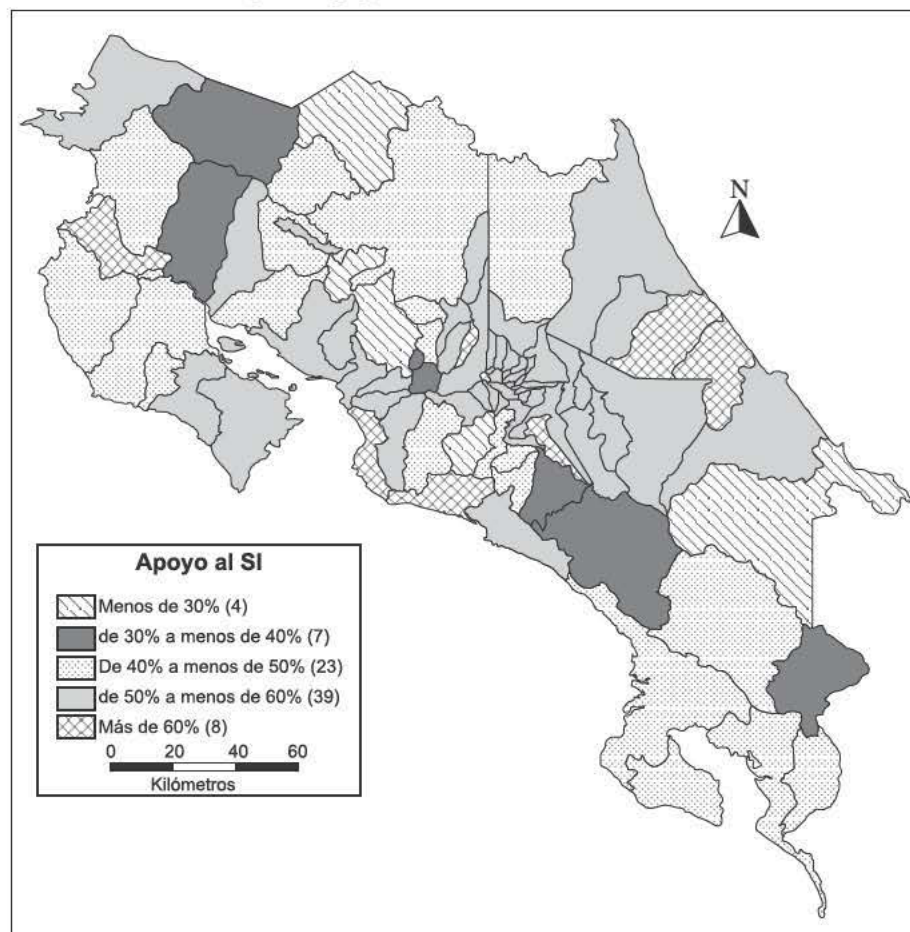 N
Apoyo al SI
Menos de 30% (4)
de 30% a menos de 40% (7)
De 40% a menos de 50% (23)
de 50% a menos de 60% (39)
Más de 60% (8)
0 20 40 60
Kilómetros